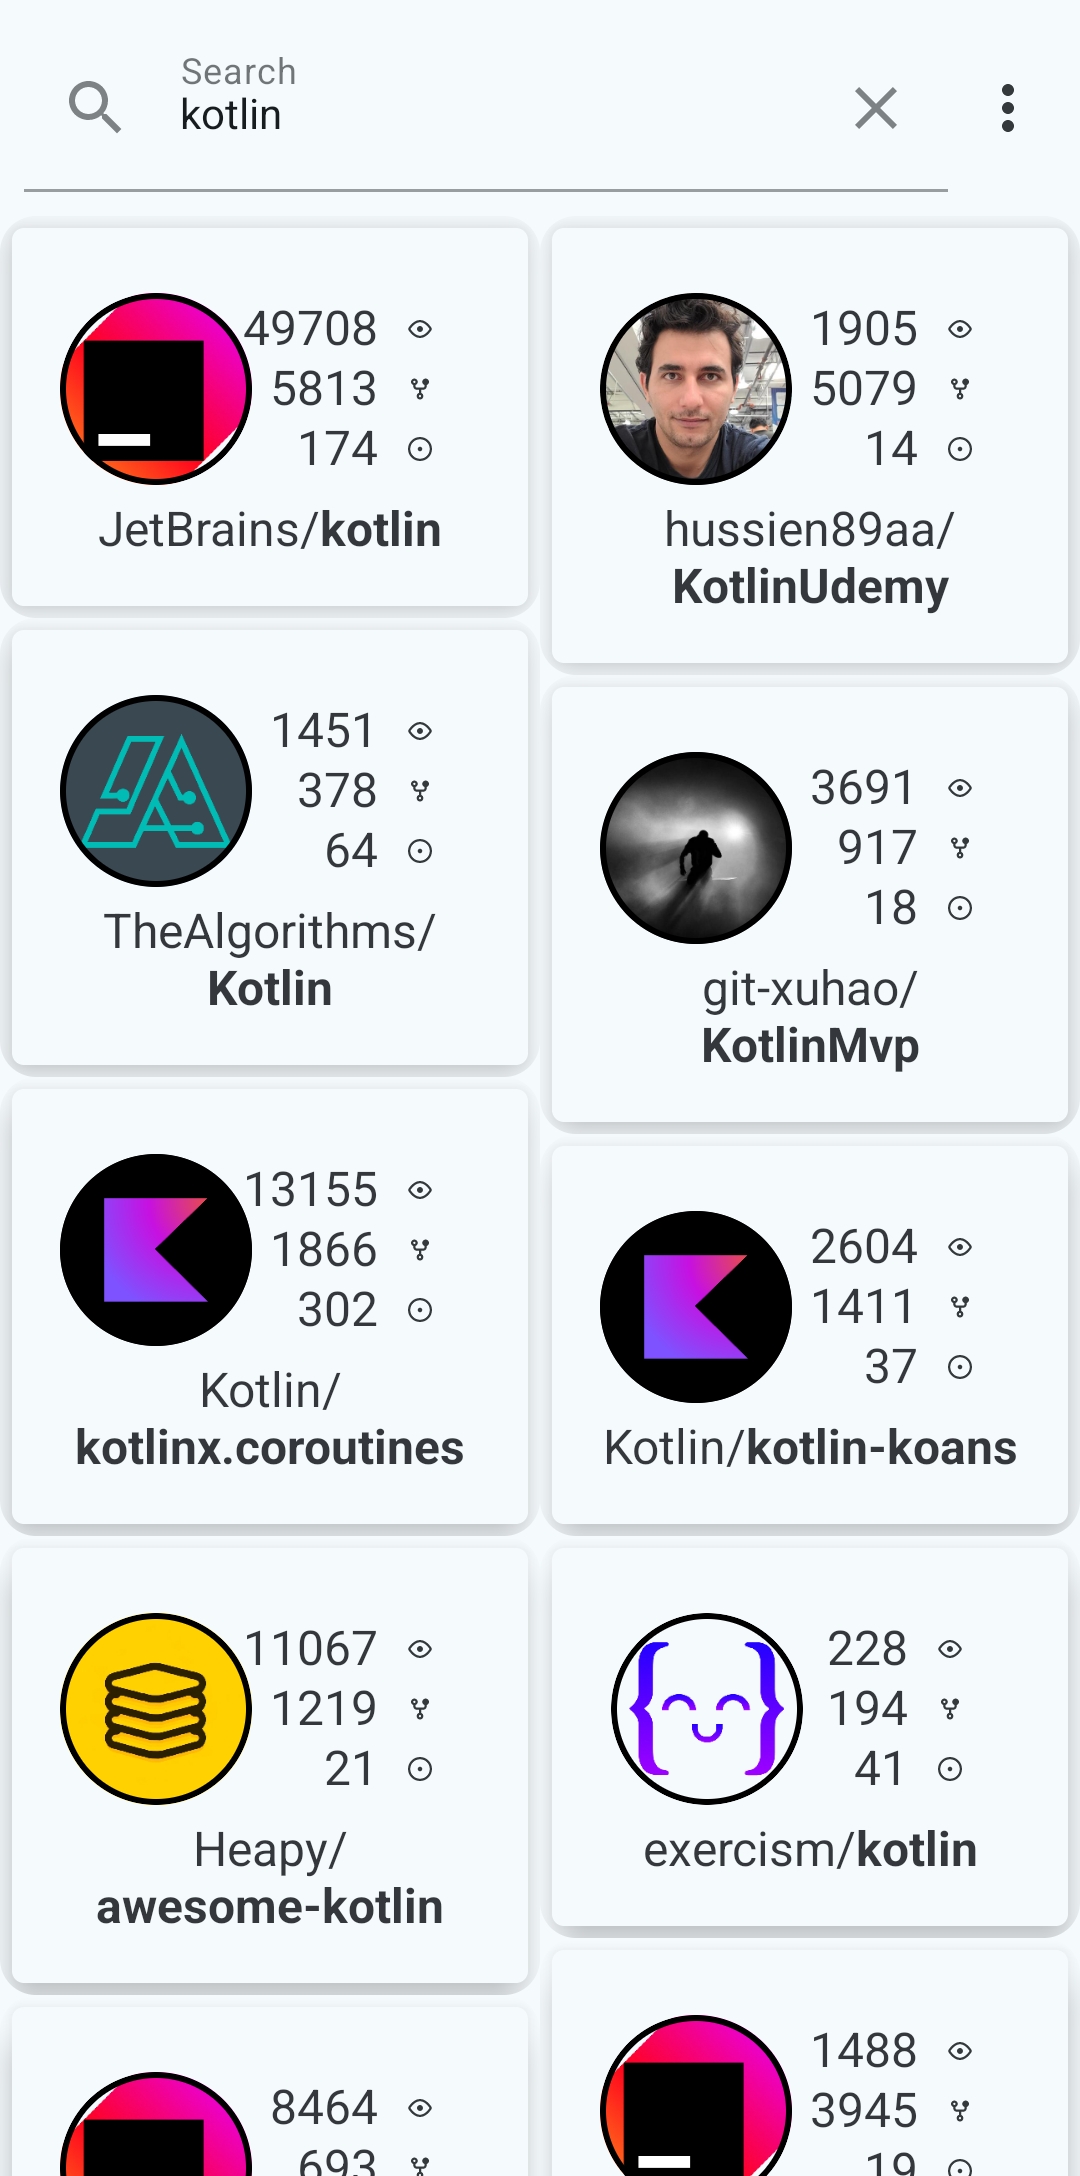 Search
kotlin
49708
5813
174
JetBrains/kotlin
1905
5079
14
hussien89aa/
KotlinUdemy
1451
378
64
TheAlgorithms/
Kotlin
3691
917
18
git-xuhao/
KotlinMvp
13155
1866
302
Kotlin/
kotlinx.coroutines
2604
1411
37
Kotlin/kotlin-koans
11067
1219
21
Heapy/
awesome-kotlin
228
194
41
exercism/kotlin
8464
693
1488
3945
19